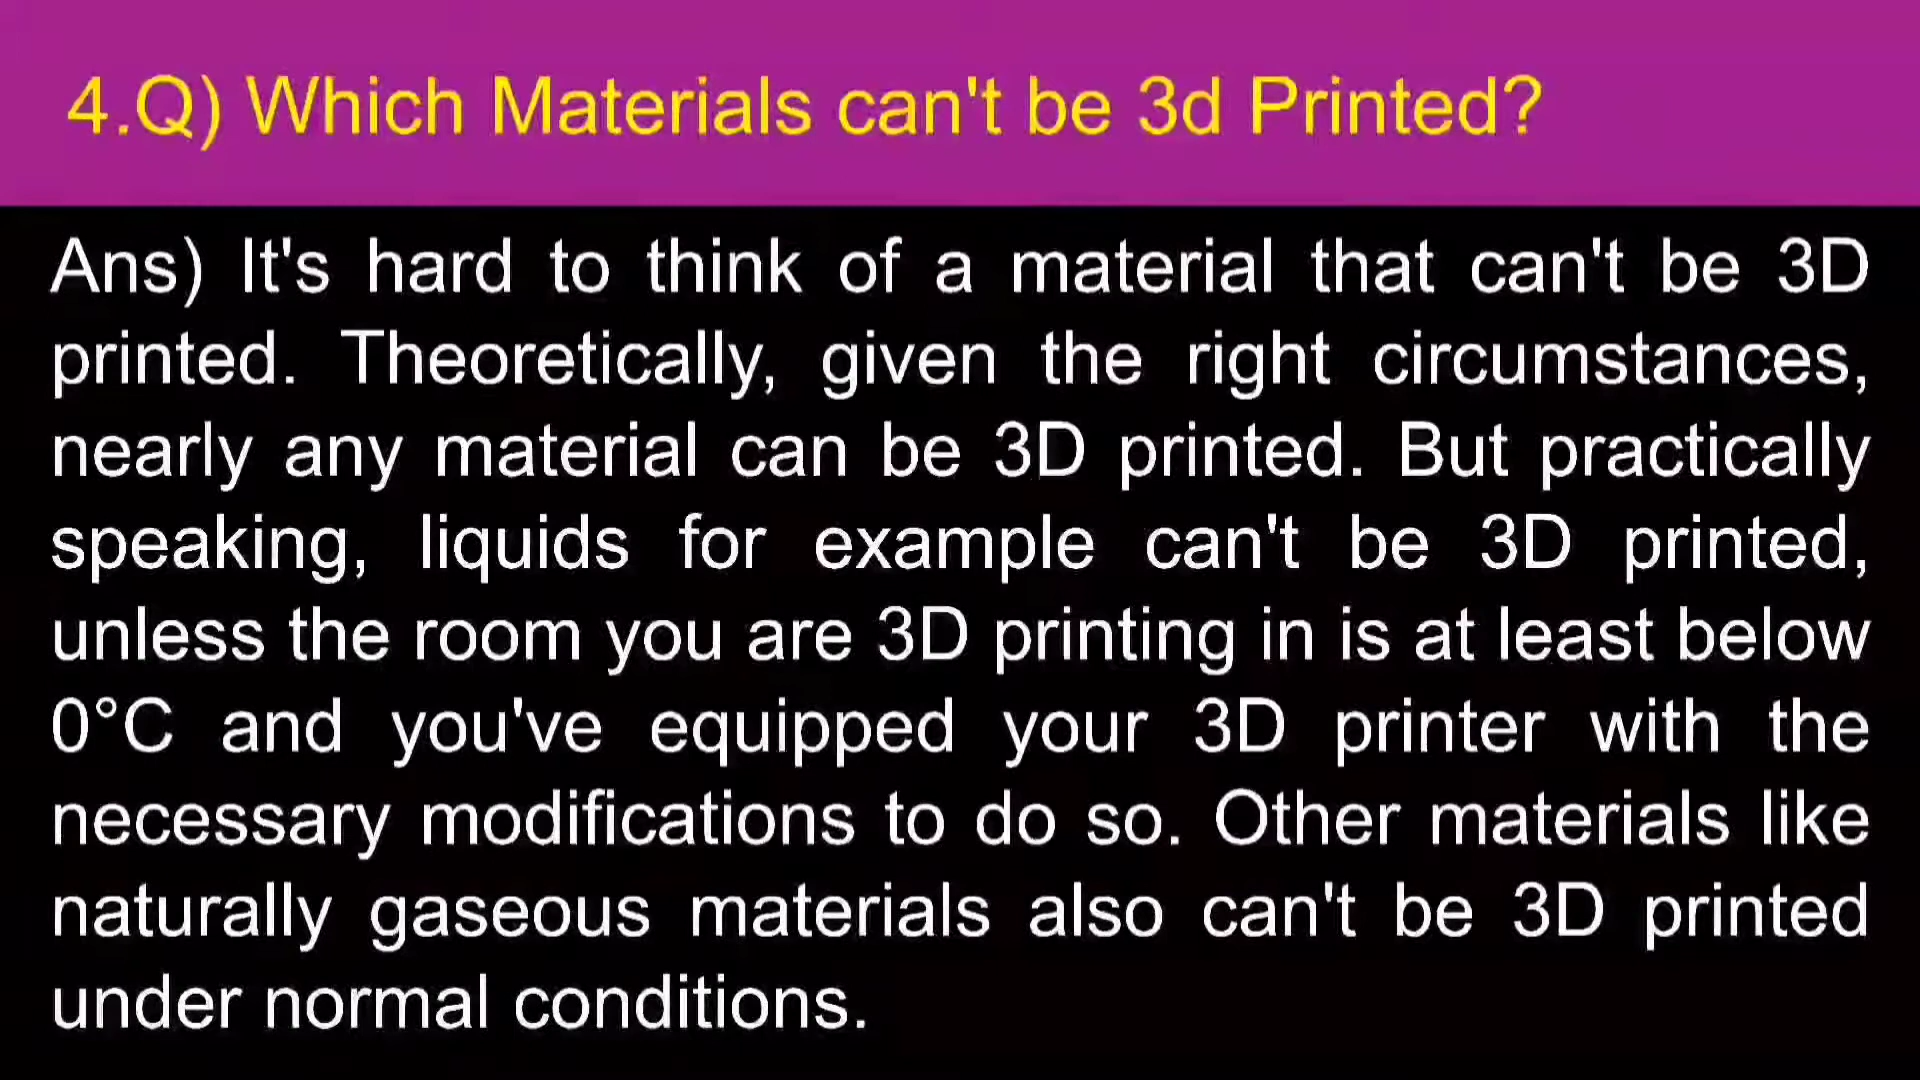 4.Q) Which Materials can't be 3d Printed?
Ans) It's hard to think of a material that can't be 3D
printed. Theoretically, given the right circumstances,
nearly any material can be 3D printed. But practically
speaking, liquids for example can't be 3D printed,
unless the room you are 3D printing in is at least below
0°C and you've equipped your 3D printer with the
necessary modifications to do so. Other materials like
naturally gaseous materials also can't be 3D printed
under normal conditions.